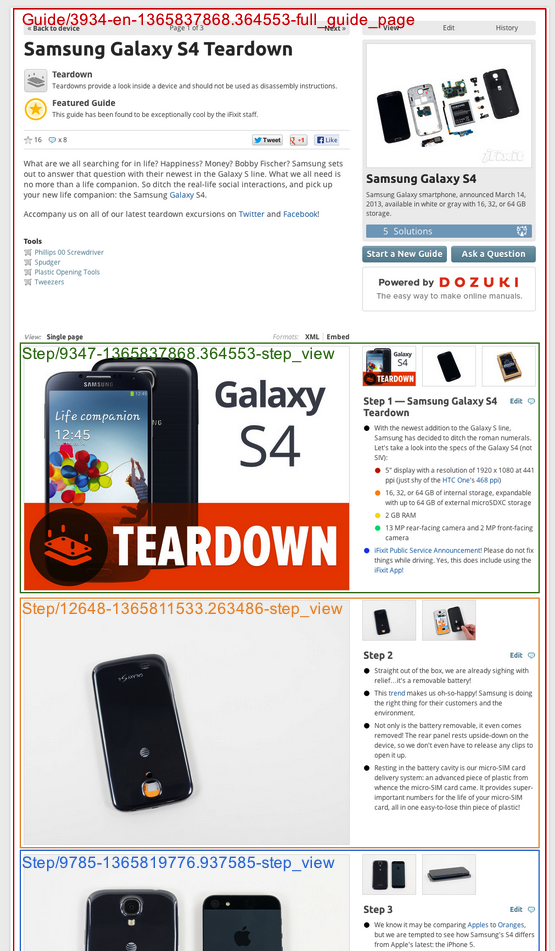 Guide/3934-en-1365837868.364553-full_guide_page
« Back to device
Page 1 of 3
Next »
View
Edit
History
Samsung Galaxy S4 Teardown
Teardown
Teardowns provide a look inside a device and should not be used as disassembly instructions.
Featured Guide
This guide has been found to be exceptionally cool by the iFixit staff.
16
x 8
Tweet
+1
Like
What are we all searching for in life? Happiness? Money? Bobby Fischer? Samsung sets
out to answer that question with their newest in the Galaxy S line. What we all need is
no more than a life companion. So ditch the real-life social interactions, and pick up
your new life companion: the Samsung Galaxy S4.
Accompany us on all of our latest teardown excursions on Twitter and Facebook!
Tools
Phillips 00 Screwdriver
Spudger
Plastic Opening Tools
Tweezers
View: Single page
Formats: XML Embed
ifixit
Samsung Galaxy S4
Samsung Galaxy smartphone, announced March 14,
2013, available in white or gray with 16, 32, or 64 GB
storage.
5 Solutions
Start a New Guide
Ask a Question
Powered by DOZUKI
The easy way to make online manuals.
Step/9347-1365837868.364553-step_view
SAMSUNG
Life companion
12:45
Galaxy
S4
TEARDOWN
Galaxy
S4
TEARDOWN
Step 1 — Samsung Galaxy S4
Teardown
Edit
With the newest addition to the Galaxy S line,
Samsung has decided to ditch the roman numerals.
Let's take a look into the specs of the Galaxy S4 (not
SIV):
5" display with a resolution of 1920 x 1080 at 441
ppi (just shy of the HTC One's 468 ppi)
16, 32, or 64 GB of internal storage, expandable
with up to 64 GB of external microSDXC storage
2 GB RAM
13 MP rear-facing camera and 2 MP front-facing
camera
iFixit Public Service Announcement! Please do not fix
things while driving. Yes, this does include using the
iFixit App!
Step/12648-1365811533.263486-step_view
SAMSUNG
at&t
Step 2
Edit
Straight out of the box, we are already sighing with
relief...it's a removable battery!
This trend makes us oh-so-happy! Samsung is doing
the right thing for their customers and the
environment.
Not only is the battery removable, it even comes
removed! The rear panel rests upside-down on the
device, so we don't even have to release any clips to
open it up.
Resting in the battery cavity is our micro-SIM card
delivery system: an advanced piece of plastic from
whence the micro-SIM card came. It provides super-
important numbers for the life of your micro-SIM
card, all in one easy-to-lose thin piece of plastic!
Step/9785-1365819776.937585-step_view
Step 3
Edit
We know it may be comparing Apples to Oranges,
but we are tempted to see how Samsung's S4 differs
from Apple's latest: the iPhone 5.